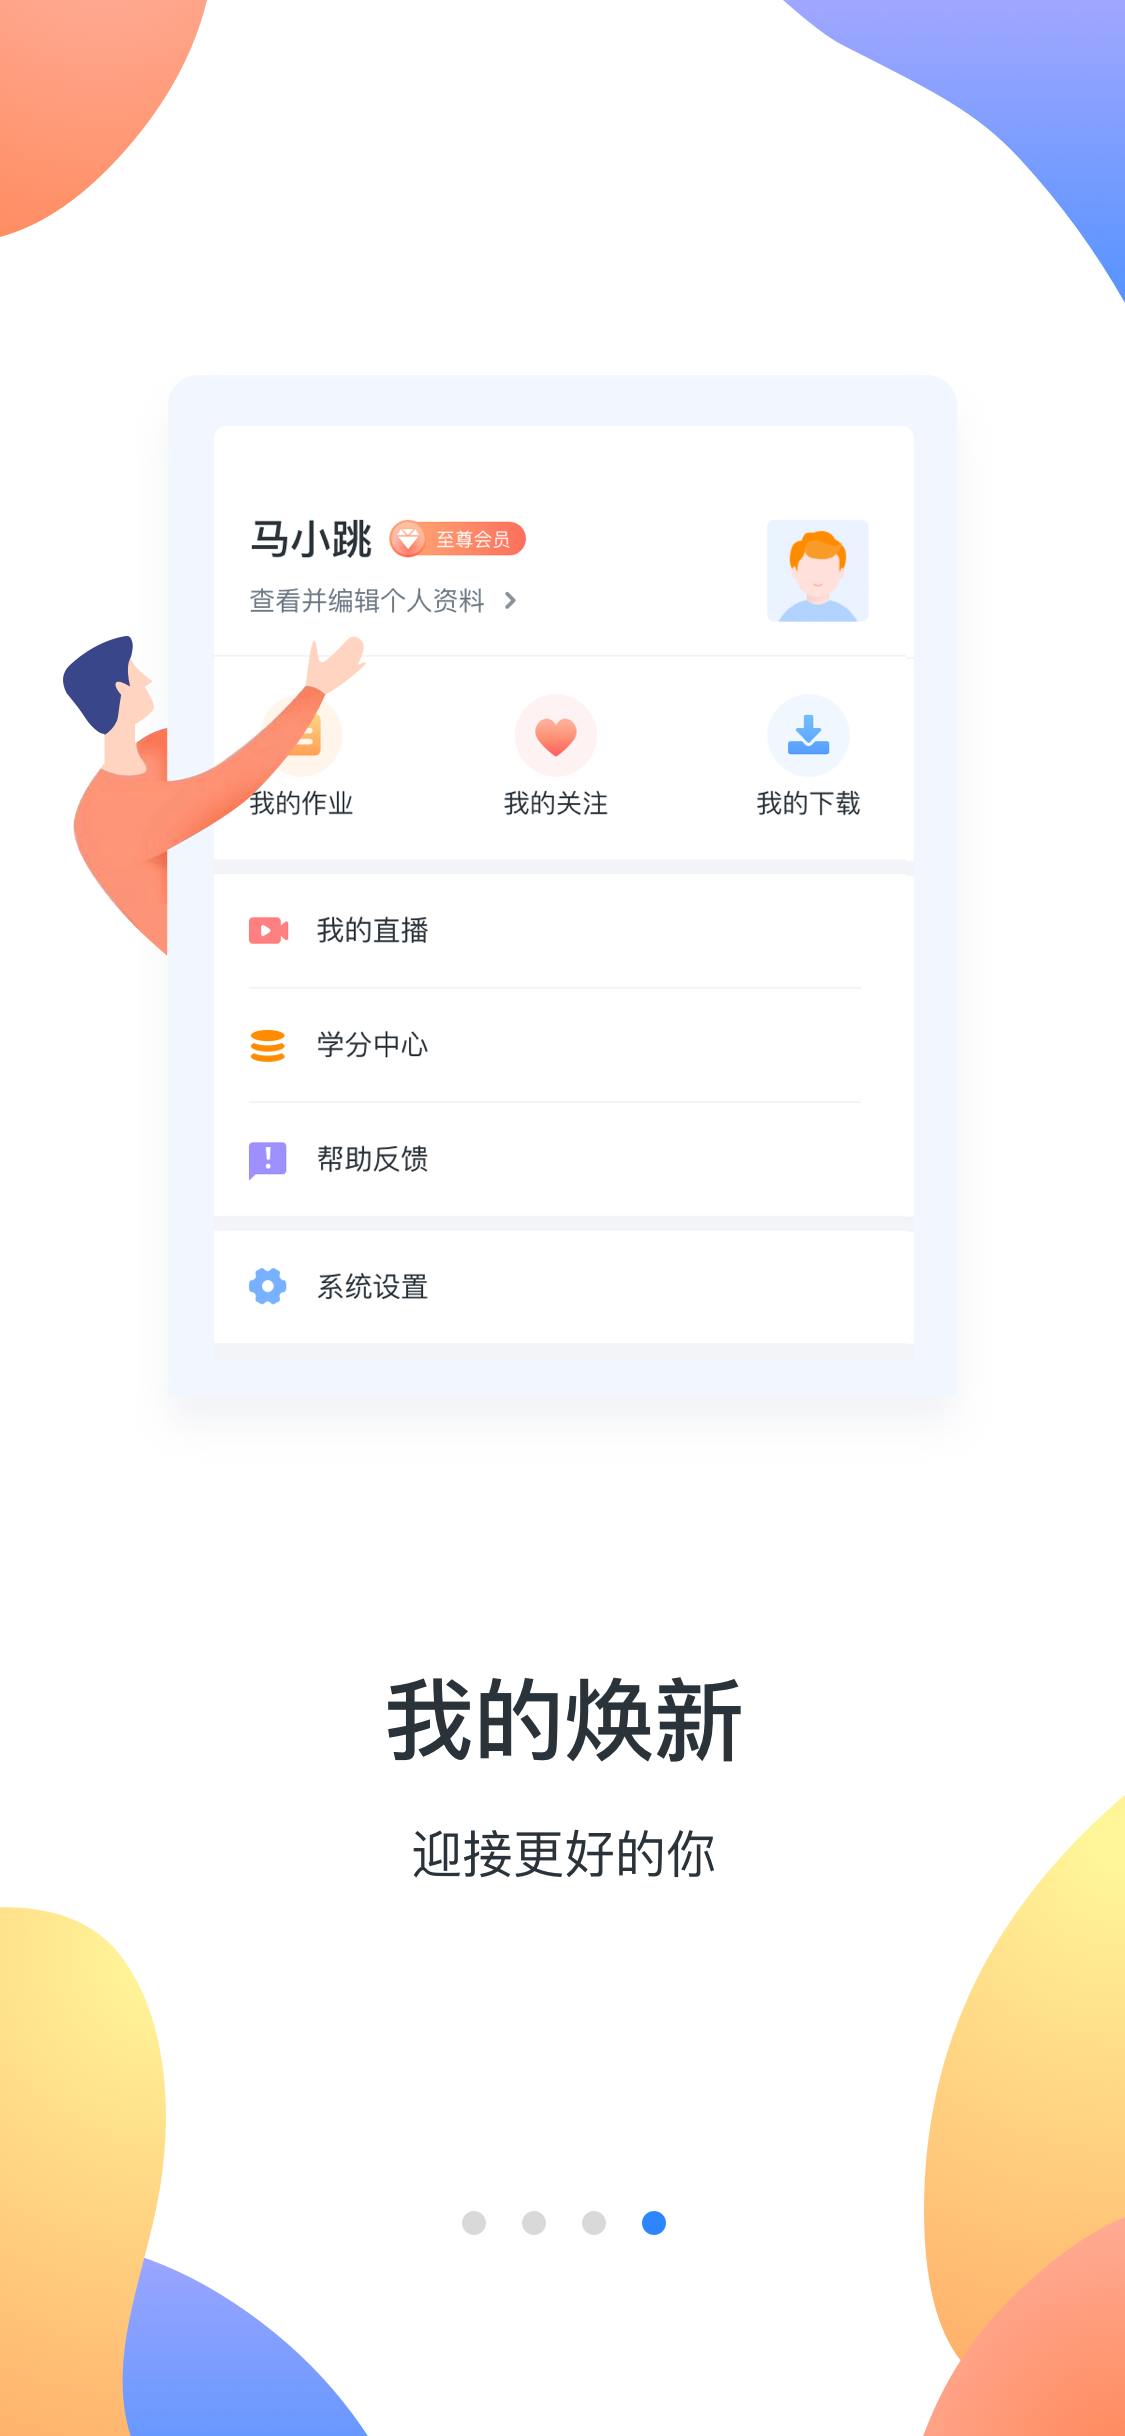 马小跳 至尊会员
查看并编辑个人资料
我的作业 我的关注 我的下载
我的直播
学分中心
帮助反馈
系统设置
我的焕新
迎接更好的你